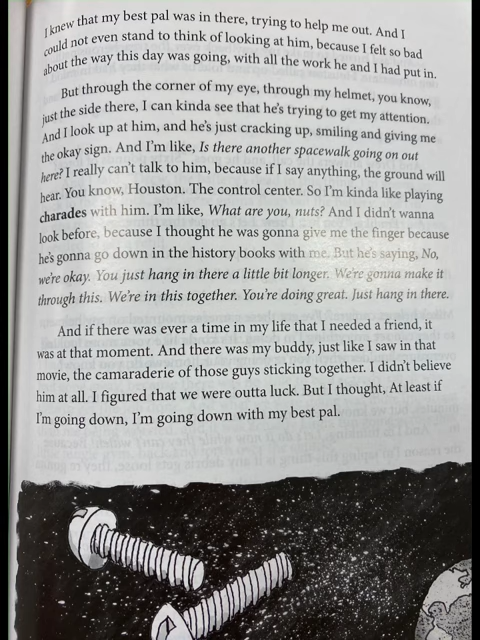 I knew that my best pal was in there, trying to help me out. And I
could not even stand to think of looking at him, because I felt so bad
about the way this day was going, with all the work he and I had put in.
But through the corner of my eye, through my helmet, you know,
just the side there, I can kinda see that he's trying to get my attention.
And I look up at him, and he's just cracking up, smiling and giving me
the okay sign. And I'm like, Is there another spacewalk going on out
here? I really can't talk to him, because if I say anything, the ground will
hear. You know, Houston. The control center. So I'm kinda like playing
charades with him. I'm like, What are you, nuts? And I didn't wanna
look before, because I thought he was gonna give me the finger because
he's gonna go down in the history books with me. But he's saying, No,
we're okay. You just hang in there a little bit longer. We're gonna make it
through this. We're in this together. You're doing great. Just hang in there.
And if there was ever a time in my life that I needed a friend, it
was at that moment. And there was my buddy, just like I saw in that
movie, the camaraderie of those guys sticking together. I didn't believe
him at all. I figured that we were outta luck. But I thought, At least if
I'm going down, I'm going down with my best pal.